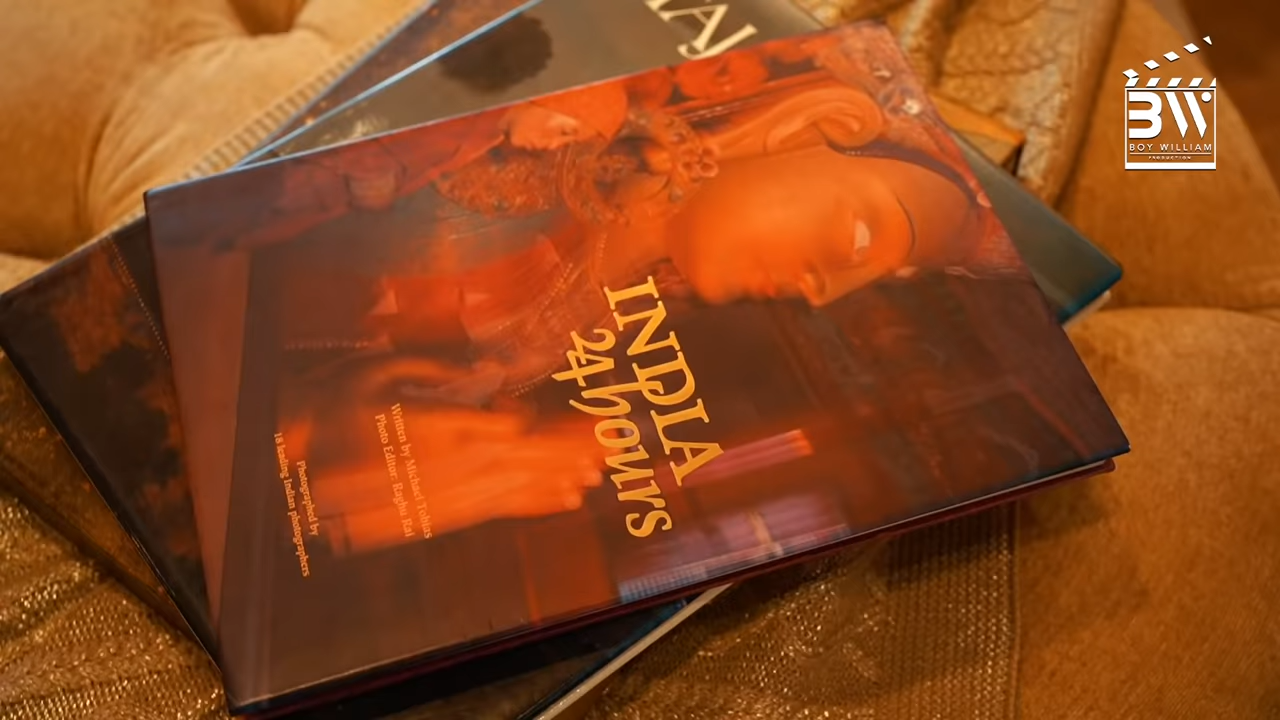 INDIA
24 hours
Written by Michael Tobias
Photo Editor: Raghu Rai
Photographed by
18 leading Indian photographers
BW
BOY WILLIAM
PRODUCTION